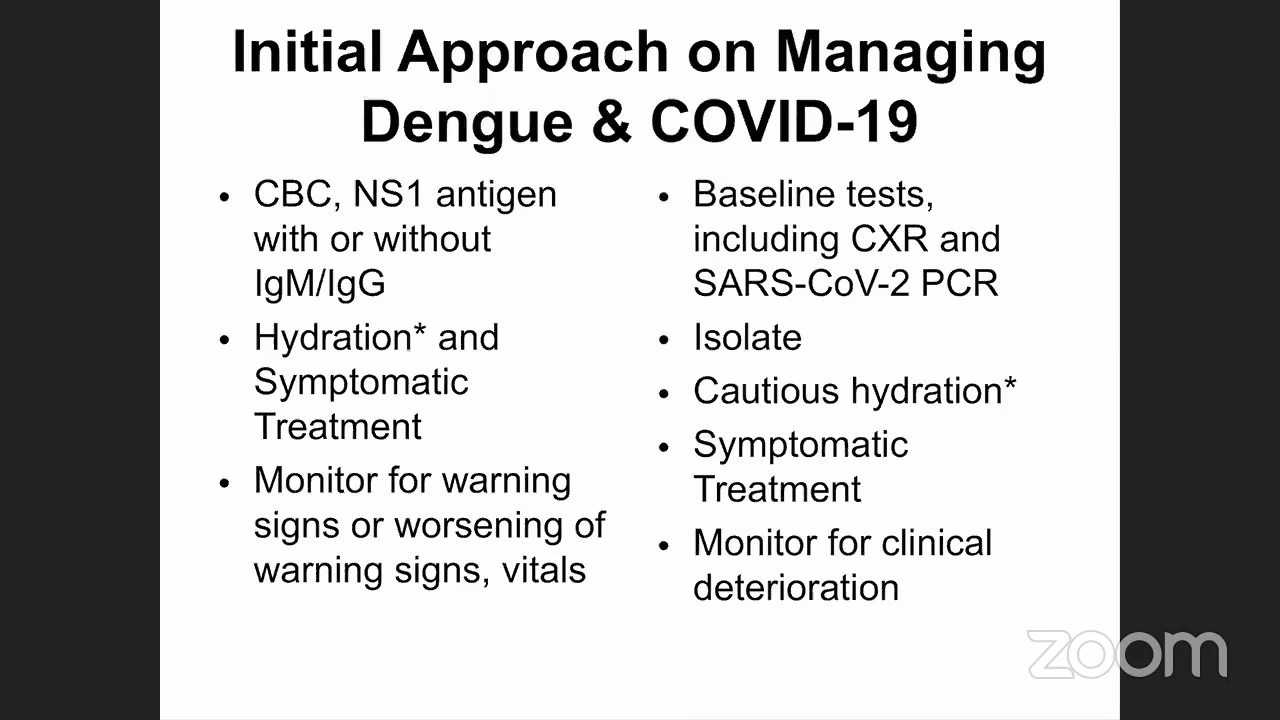 Initial Approach on Managing
Dengue & COVID-19
• CBC, NS1 antigen
with or without
IgM/IgG
• Hydration* and
Symptomatic
Treatment
• Monitor for warning
signs or worsening of
warning signs, vitals
• Baseline tests,
including CXR and
SARS-CoV-2 PCR
• Isolate
• Cautious hydration*
• Symptomatic
Treatment
• Monitor for clinical
deterioration
zoom